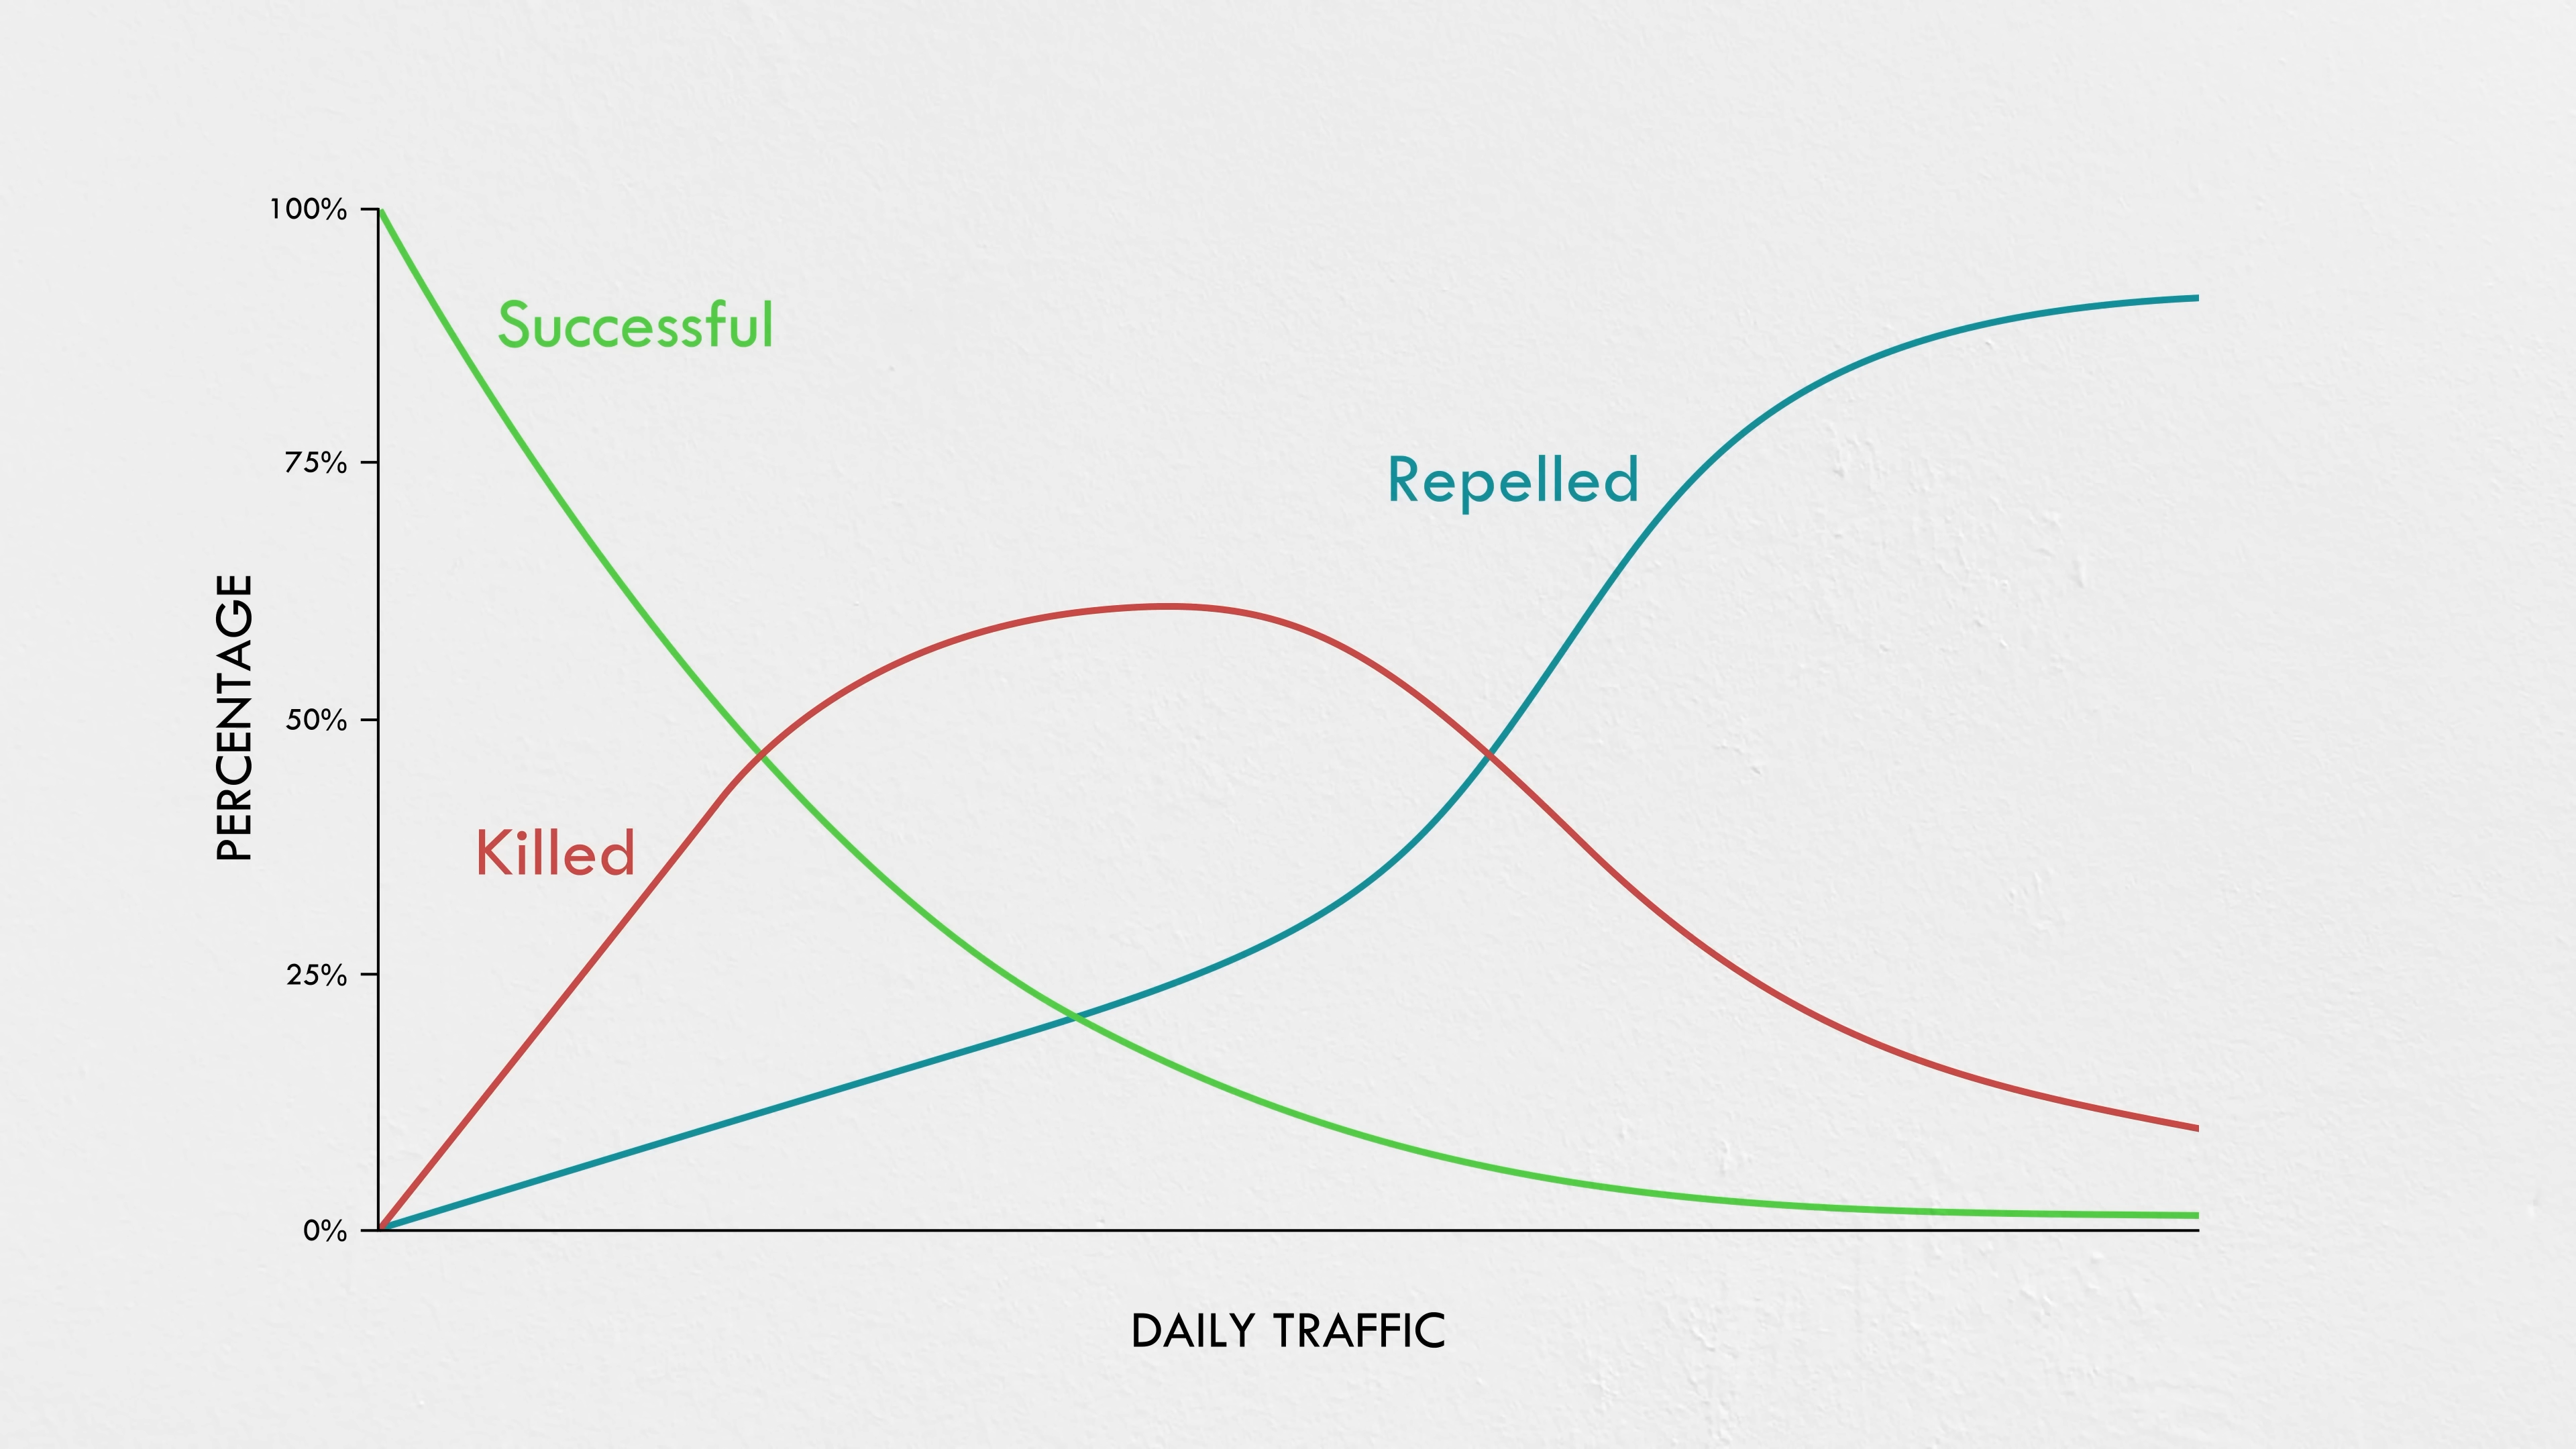 100%
Successful
75%
Repelled
PERCENTAGE
50%
Killed
25%
0%
DAILY TRAFFIC